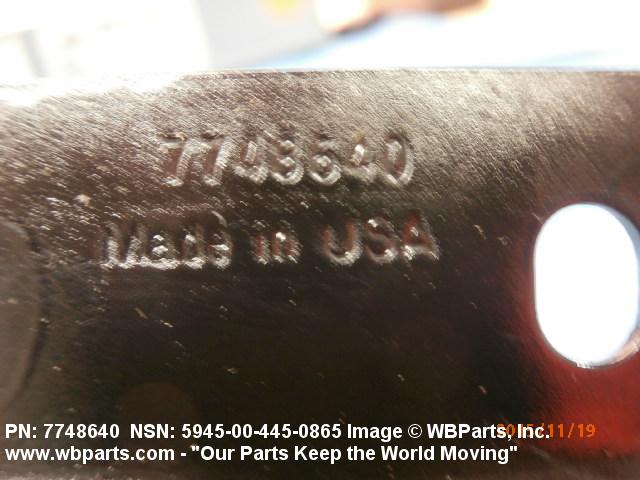 7748640
Made in USA
PN: 7748640 NSN: 5945-00-445-0865 Image © WBParts, Inc.
www.wbparts.com - "Our Parts Keep the World Moving"